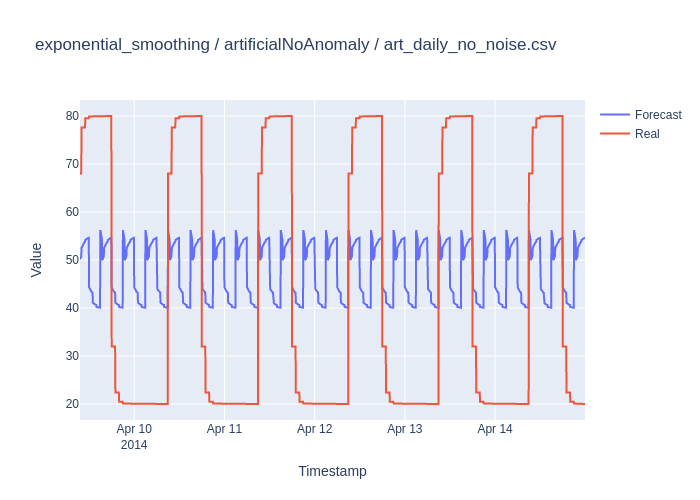 exponential_smoothing / artificialNoAnomaly / art_daily_no_noise.csv
Forecast
Real
80
70
60
50
40
30
20
Value
Apr 10
2014
Apr 11
Apr 12
Apr 13
Apr 14
Timestamp